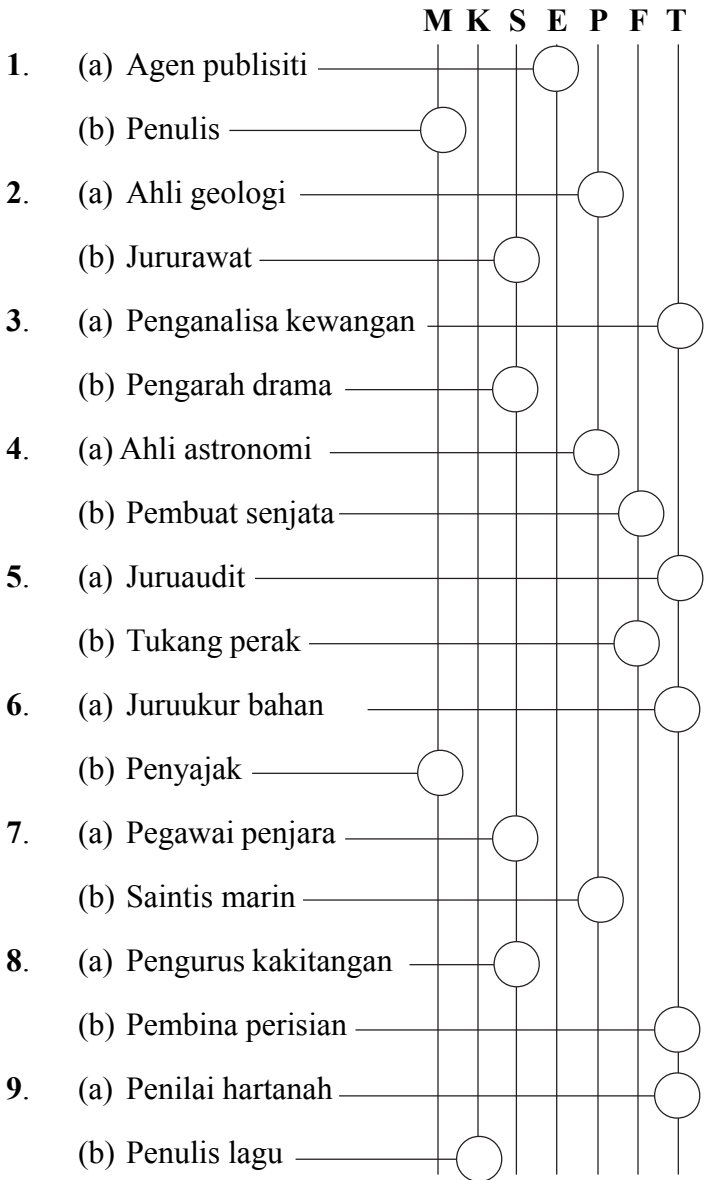 M K S E P F T
1. (a) Agen publisiti
(b) Penulis
2. (a) Ahli geologi
(b) Jururawat
3. (a) Penganalisa kewangan
(b) Pengarah drama
4. (a) Ahli astronomi
(b) Pembuat senjata
5. (a) Juruaudit
(b) Tukang perak
6. (a) Juruukur bahan
(b) Penyajak
7. (a) Pegawai penjara
(b) Saintis marin
8. (a) Pengurus kakitangan
(b) Pembina perisian
9. (a) Penilai hartanah
(b) Penulis lagu